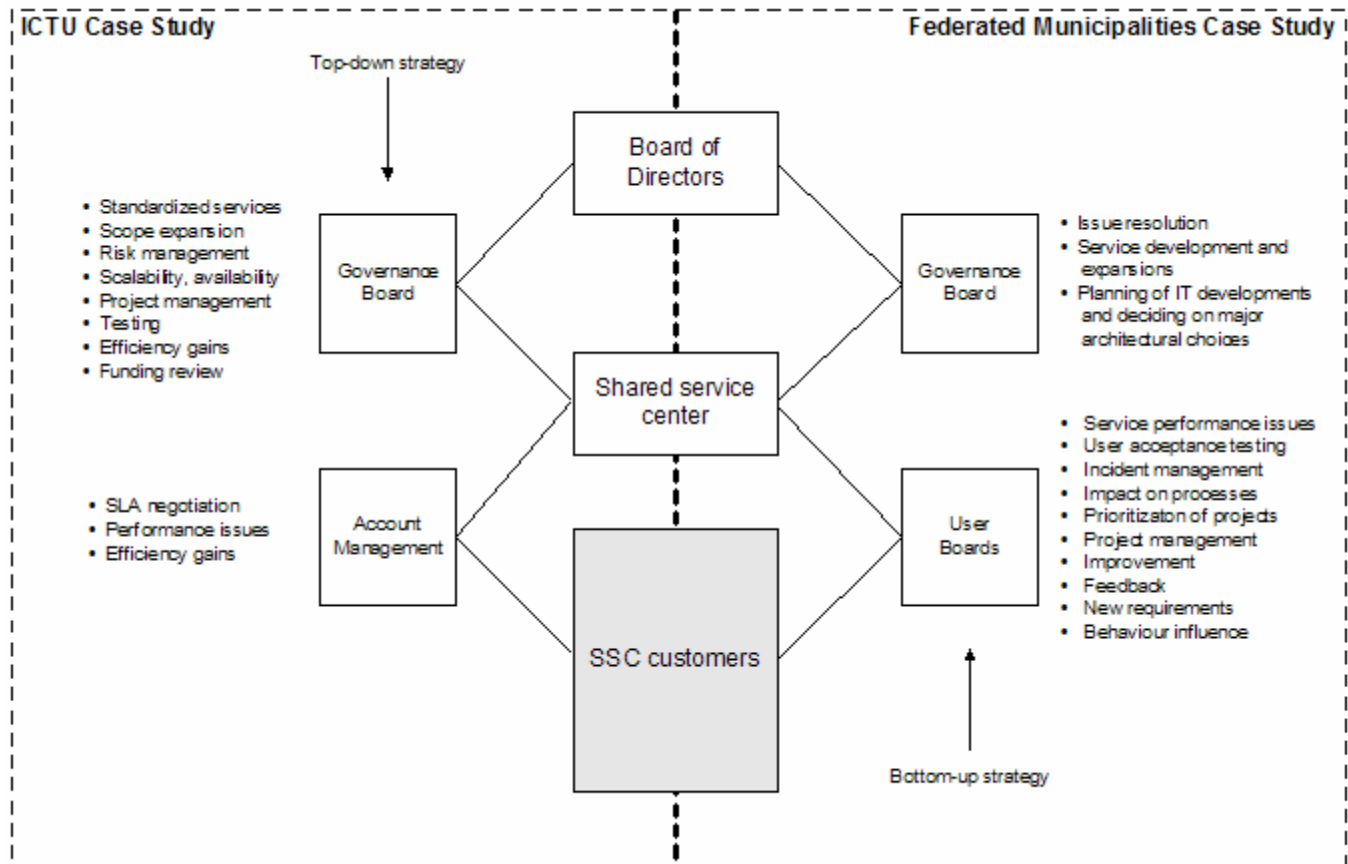 ICTU Case Study
Federated Municipalities Case Study
Top-down strategy
Board of
Directors
• Standardized services
• Scope expansion
• Risk management
• Scalability, availability
• Project management
• Testing
• Efficiency gains
• Funding review
Governance
Board
Governance
Board
• Issue resolution
• Service development and
expansions
• Planning of IT developments
and deciding on major
architectural choices
Shared service
center
• SLA negotiation
• Performance issues
• Efficiency gains
Account
Management
SSC customers
User
Boards
• Service performance issues
• User acceptance testing
• Incident management
• Impact on processes
• Prioritizaton of projects
• Project management
• Improvement
• Feedback
• New requirements
• Behaviour influence
Bottom-up strategy